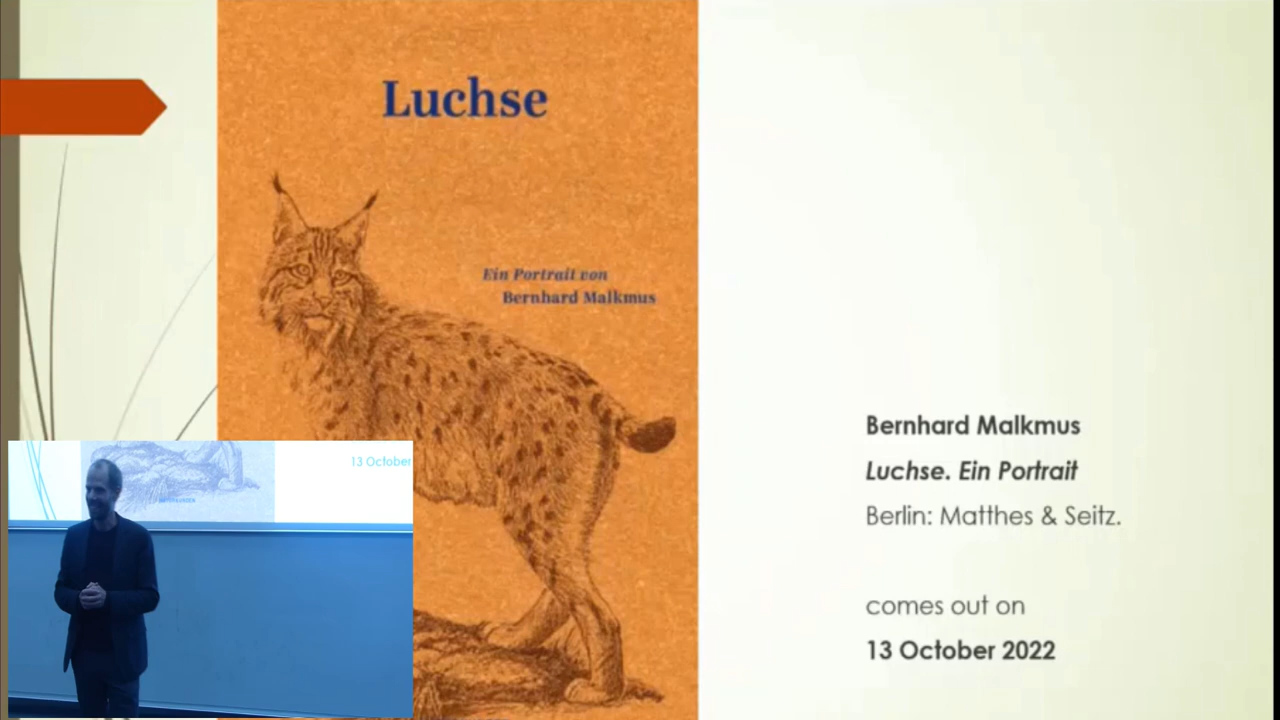 Luchse
Ein Portrait von
Bernhard Malkmus
Bernhard Malkmus
Luchse. Ein Portrait
Berlin: Matthes & Seitz.
comes out on
13 October 2022
13 October